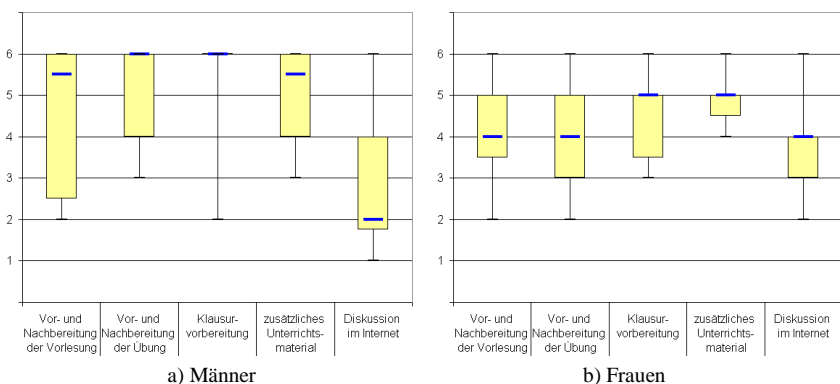 6
5
4
3
2
1
Vor- und
Nachbereitung
der Vorlesung
Vor- und
Nachbereitung
der Übung
Klausur-
vorbereitung
zusätzliches
Unterrichts-
material
Diskussion
im Internet
a) Männer
6
5
4
3
2
1
Vor- und
Nachbereitung
der Vorlesung
Vor- und
Nachbereitung
der Übung
Klausur-
vorbereitung
zusätzliches
Unterrichts-
material
Diskussion
im Internet
b) Frauen